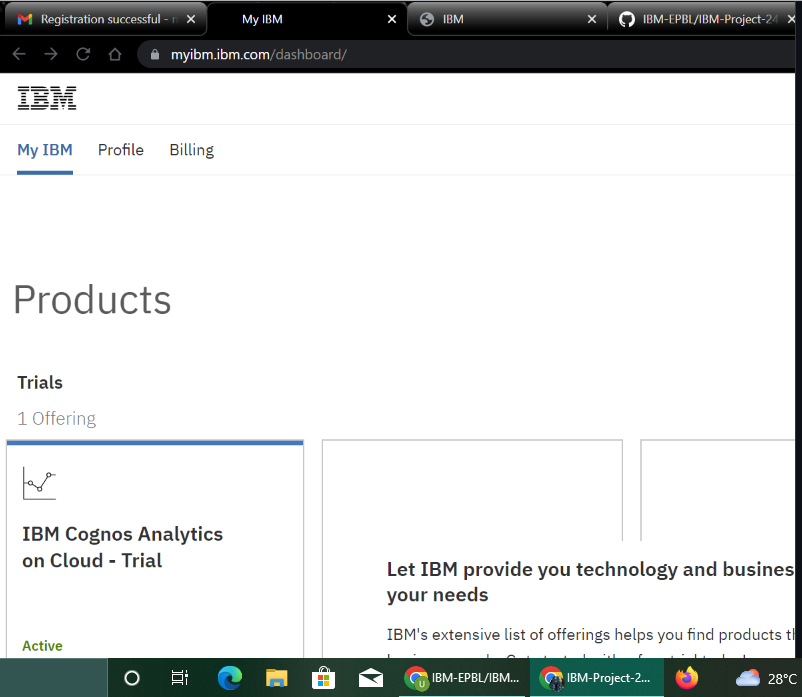 Registration successful -
My IBM
IBM
IBM-EPBL/IBM-Project-24
myibm.ibm.com/dashboard/
IBM
My IBM Profile Billing
Products
Trials
1 Offering
IBM Cognos Analytics
on Cloud - Trial
Active
Let IBM provide you technology and busines
your needs
IBM's extensive list of offerings helps you find products
IBM-EPBL/IBM...
IBM-Project-2...
28°C